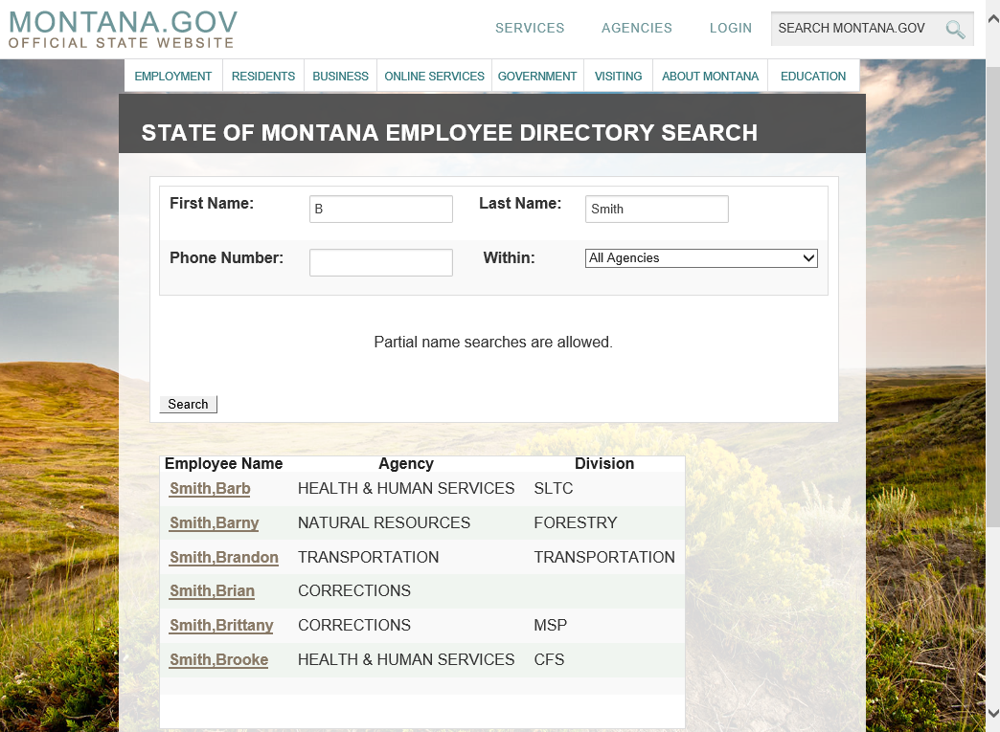 MONTANA.GOV
OFFICIAL STATE WEBSITE
SERVICES AGENCIES LOGIN SEARCH MONTANA.GOV
EMPLOYMENT RESIDENTS BUSINESS ONLINE SERVICES GOVERNMENT VISITING ABOUT MONTANA EDUCATION
STATE OF MONTANA EMPLOYEE DIRECTORY SEARCH
First Name: B Last Name: Smith
Phone Number: Within: All Agencies
Partial name searches are allowed.
Search
Employee Name Agency Division
Smith,Barb HEALTH & HUMAN SERVICES SLTC
Smith,Barny NATURAL RESOURCES FORESTRY
Smith,Brandon TRANSPORTATION TRANSPORTATION
Smith,Brian CORRECTIONS
Smith,Brittany CORRECTIONS MSP
Smith,Brooke HEALTH & HUMAN SERVICES CFS